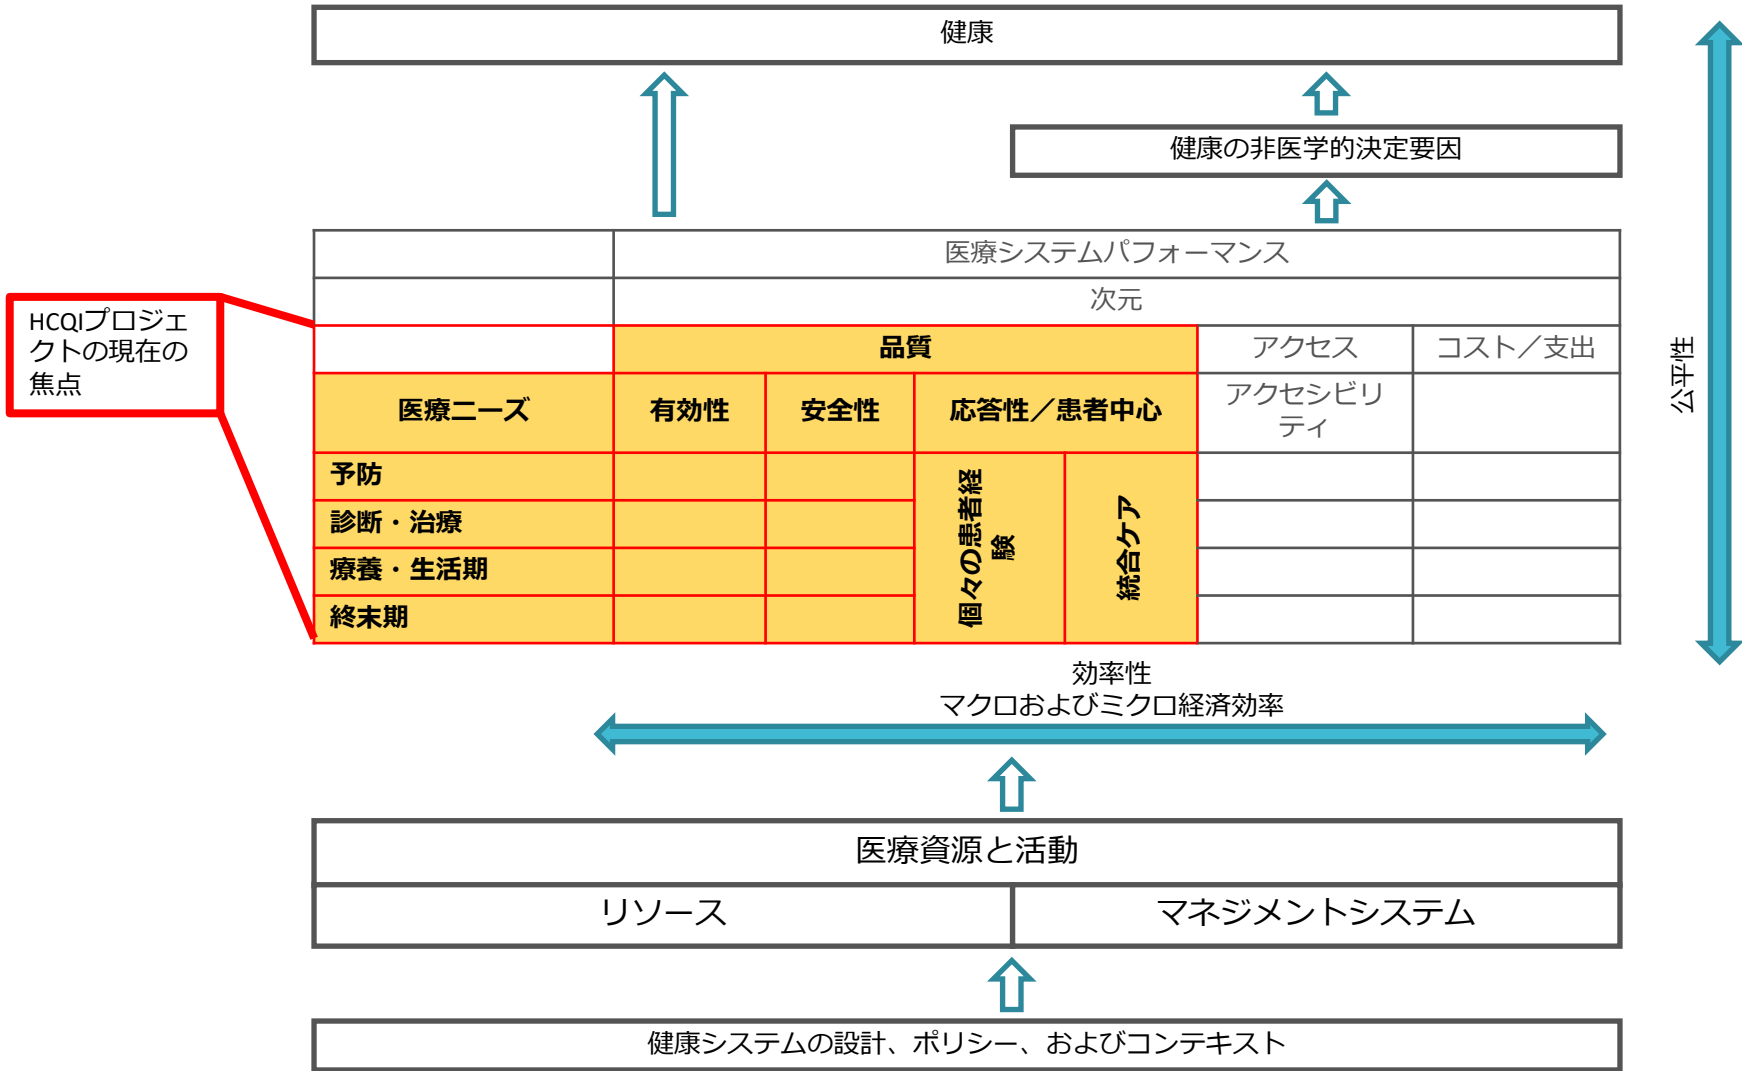 健康
健康の非医学的決定要因
医療システムパフォーマンス
次元
HCQIプロジェ
クトの現在の
焦点
品質
アクセス
コスト／支出
医療ニーズ
有効性
安全性
応答性／患者中心
アクセシビリ
ティ
予防
診断・治療
療養・生活期
終末期
個々の患者経
験
統合ケア
公平性
効率性
マクロおよびミクロ経済効率
医療資源と活動
リソース
マネジメントシステム
健康システムの設計、ポリシー、およびコンテキスト